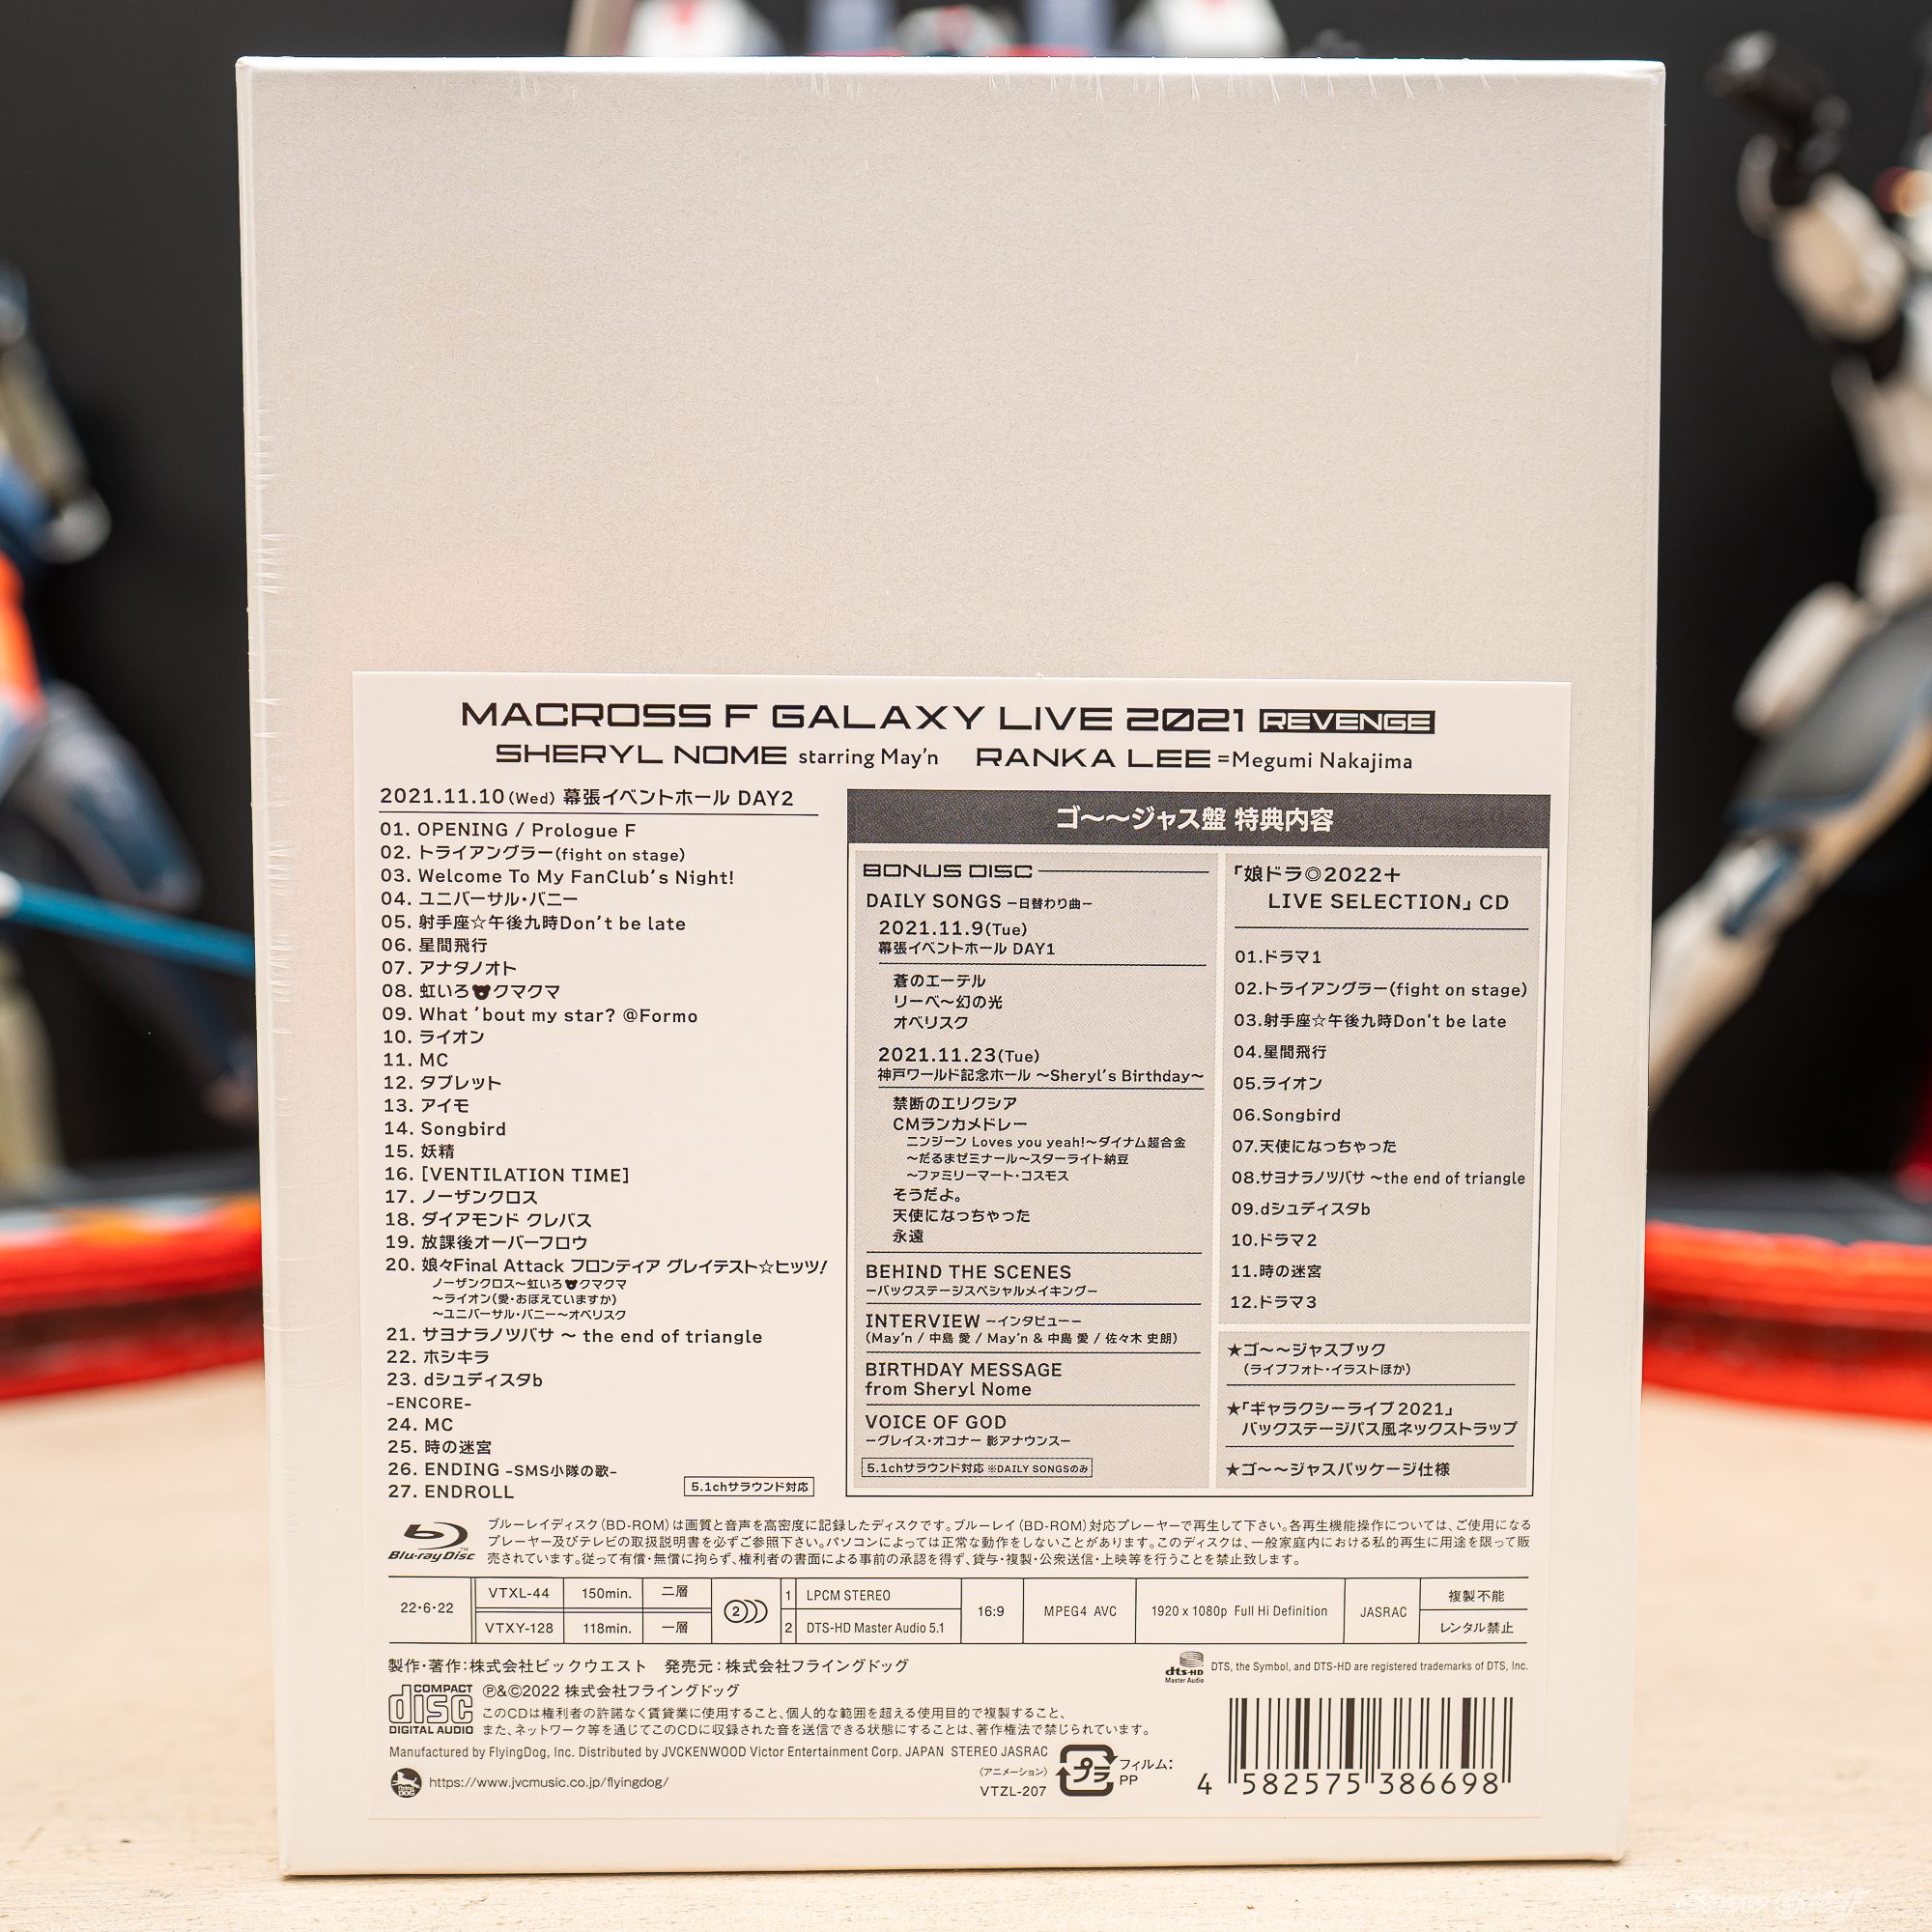 MACROSS F GALAXY LIVE 2021 REVENGE
SHERYL NOME starring May'n RANKA LEE =Megumi Nakajima
2021.11.10(Wed) 幕張イベントホール DAY2
01. OPENING / Prologue F
02. トライアングラー(fight on stage)
03. Welcome To My FanClub's Night!
04. ユニバーサル・バニー
05. 射手座☆午後九時Don't be late
06. 星間飛行
07. アナタノオト
08. 虹いろ クマクマ
09. What 'bout my star? @Formo
10. ライオン
11. MC
12. タブレット
13. アイモ
14. Songbird
15. 妖精
16. [VENTILATION TIME]
17. ノーザンクロス
18. ダイアモンド クレバス
19. 放課後オーバーフロウ
20. 娘々Final Attack フロンティア グレイテスト☆ヒッツ!
ノーザンクロス〜虹いろ クマクマ
〜ライオン(愛・おぼえていますか)
〜ユニバーサル・バニー〜オベリスク
21. サヨナラノツバサ 〜 the end of triangle
22. ホシキラ
23. dシュディスタb
-ENCORE-
24. MC
25. 時の迷宮
26. ENDING -SMS小隊の歌-
27. ENDROLL
5.1chサラウンド対応
ゴ〜〜ジャス盤 特典内容
BONUS DISC
DAILY SONGS ー日替わり曲ー
2021.11.9(Tue)
幕張イベントホール DAY1
蒼のエーテル
リーベ〜幻の光
オベリスク
2021.11.23(Tue)
神戸ワールド記念ホール 〜Sheryl's Birthday〜
禁断のエリクシア
CMランカメドレー
ニンジーン Loves you yeah!〜ダイナム超合金
〜だるまゼミナール〜スターライト納豆
〜ファミリーマート・コスモス
そうだよ。
天使になっちゃった
永遠
BEHIND THE SCENES
ーバックステージスペシャルメイキングー
INTERVIEW ーインタビューー
(May'n / 中島 愛 / May'n & 中島 愛 / 佐々木 史朗)
BIRTHDAY MESSAGE
from Sheryl Nome
VOICE OF GOD
ーグレイス・オコナー 影アナウンスー
5.1chサラウンド対応 ※DAILY SONGSのみ
「娘ドラ◎2022+
LIVE SELECTION」CD
01.ドラマ1
02.トライアングラー(fight on stage)
03.射手座☆午後九時Don't be late
04.星間飛行
05.ライオン
06.Songbird
07.天使になっちゃった
08.サヨナラノツバサ 〜the end of triangle
09.dシュディスタb
10.ドラマ2
11.時の迷宮
12.ドラマ3
★ゴ〜〜ジャスブック
(ライブフォト・イラストほか)
★「ギャラクシーライブ2021」
バックステージパス風ネックストラップ
★ゴ〜〜ジャスパッケージ仕様
Blu-ray Disc
ブルーレイディスク(BD-ROM)は画質と音声を高密度に記録したディスクです。ブルーレイ(BD-ROM)対応プレーヤーで再生して下さい。各再生機能操作については、ご使用になる
プレーヤー及びテレビの取扱説明書を必ずご参照下さい。パソコンによっては正常な動作をしないことがあります。このディスクは、一般家庭内における私的再生に用途を限って販
売されています。従って有償・無償に拘らず、権利者の書面による事前の承認を得ず、貸与・複製・公衆送信・上映等を行うことを禁止致します。
22・6・22
VTXL-44 150min. 二層
VTXY-128 118min. 一層
2
1 LPCM STEREO
2 DTS-HD Master Audio 5.1
16:9
MPEG4 AVC
1920 x 1080p Full Hi Definition
JASRAC
複製不能
レンタル禁止
製作・著作:株式会社ビックウエスト 発売元:株式会社フライングドッグ
dts-HD Master Audio
DTS, the Symbol, and DTS-HD are registered trademarks of DTS, Inc.
COMPACT disc DIGITAL AUDIO
℗&©2022 株式会社フライングドッグ
このCDは権利者の許諾なく賃貸業に使用すること、個人的な範囲を超える使用目的で複製すること、
また、ネットワーク等を通じてこのCDに収録された音を送信できる状態にすることは、著作権法で禁じられています。
Manufactured by FlyingDog, Inc. Distributed by JVCKENWOOD Victor Entertainment Corp. JAPAN STEREO JASRAC
https://www.jvcmusic.co.jp/flyingdog/
〈アニメーション〉
VTZL-207
プラ
フィルム:
PP
4 582575 386698